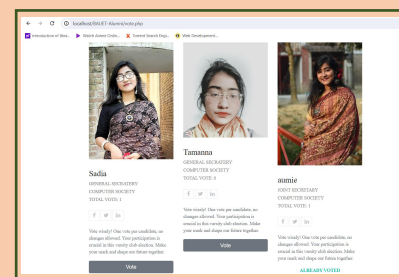 localhost/BAUET-Alumni/vote.php
Introduction of Mac...
Torrent Search Engi...
Web Development...
Sadia
GENERAL SECRATERY
COMPUTER SOCIETY
TOTAL VOTE: 1
f
in
Vote wisely! One vote per candidate, no
changes allowed. Your participation is
crucial in this varsity club election. Make
your mark and shape our future together.
Vote
Tamanna
GENERAL SECRATERY
COMPUTER SOCIETY
TOTAL VOTE: 0
f
in
Vote wisely! One vote per candidate, no
changes allowed. Your participation is
crucial in this varsity club election. Make
your mark and shape our future together.
Vote
aumie
JOINT SECRETARY
COMPUTER SOCIETY
TOTAL VOTE: 1
f
in
Vote wisely! One vote per candidate, no
changes allowed. Your participation is
crucial in this varsity club election. Make
your mark and shape our future together.
ALREADY VOTED